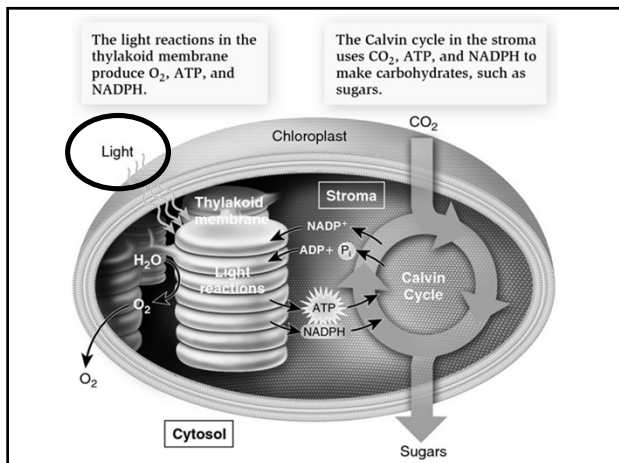 The light reactions in the
thylakoid membrane
produce O₂, ATP, and
NADPH.
The Calvin cycle in the stroma
uses CO₂, ATP, and NADPH to
make carbohydrates, such as
sugars.
CO₂
Chloroplast
Light
Stroma
Thylakoid
membrane
NADP⁺
ADP+ Pᵢ
H₂O
Light
reactions
Calvin
Cycle
O₂
ATP
NADPH
O₂
Cytosol
Sugars